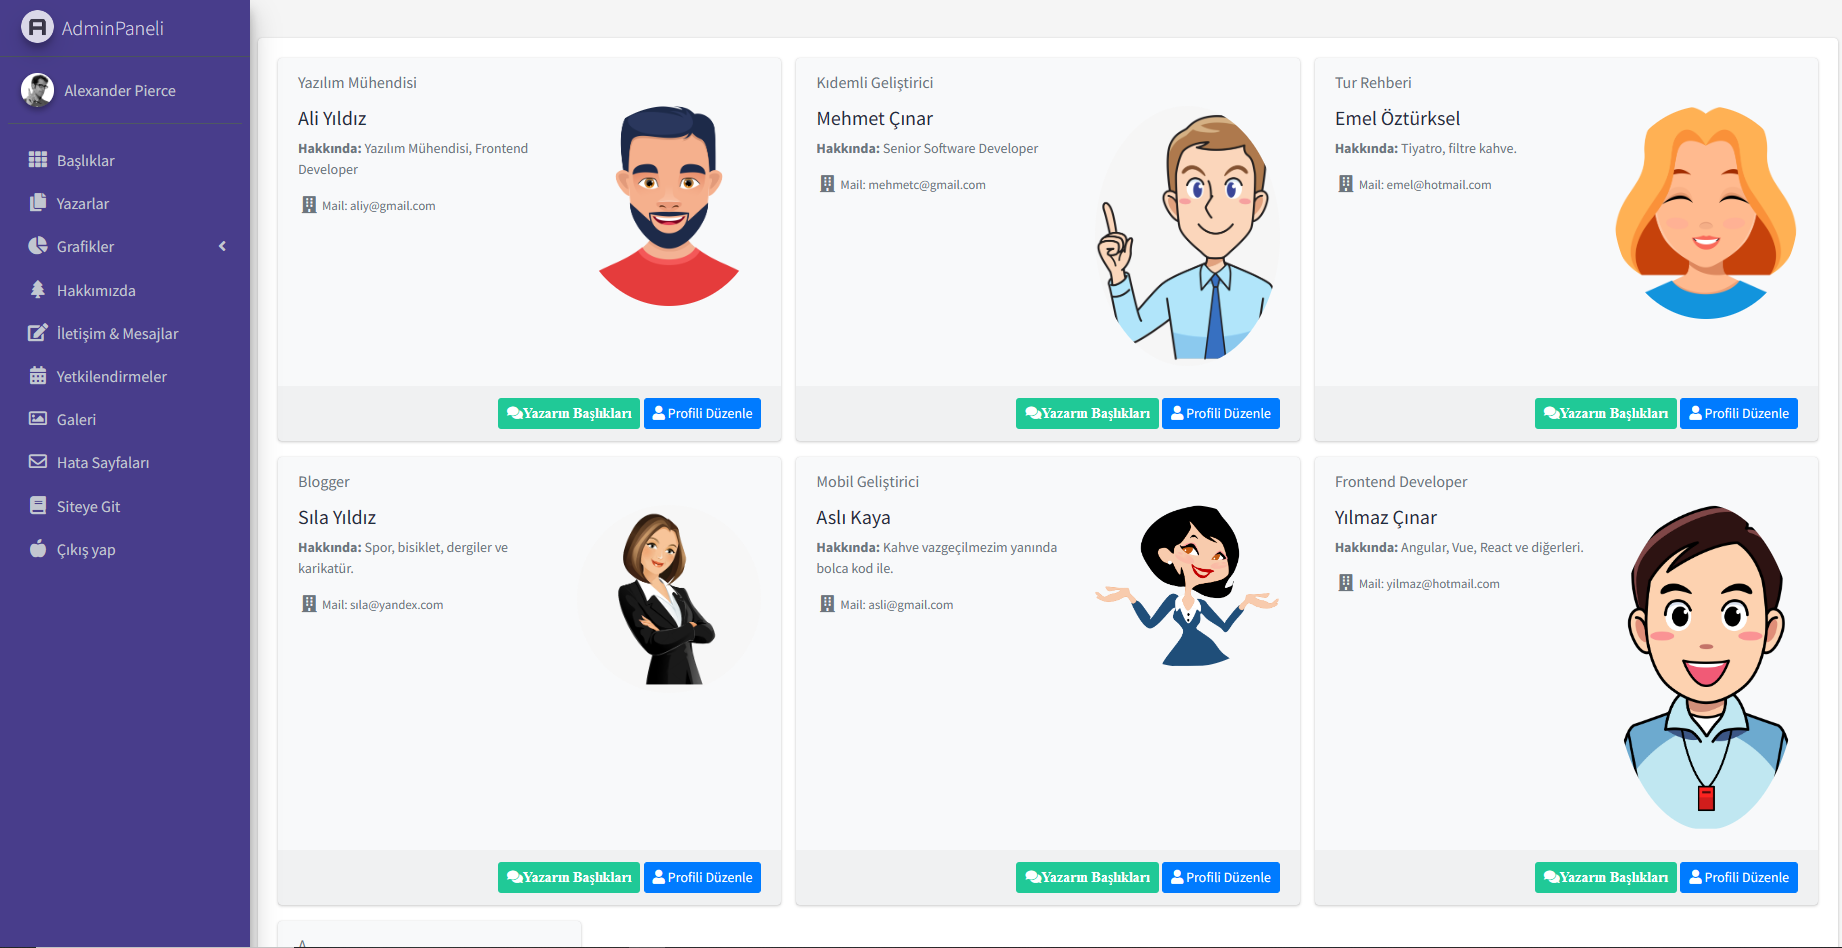 AdminPaneli
Alexander Pierce
Başlıklar
Yazarlar
Grafikler
Hakkımızda
İletişim & Mesajlar
Yetkilendirmeler
Galeri
Hata Sayfaları
Siteye Git
Çıkış yap
Yazılım Mühendisi
Ali Yıldız
Hakkında: Yazılım Mühendisi, Frontend
Developer
Mail: aliy@gmail.com
Yazarın Başlıkları Profili Düzenle
Kıdemli Geliştirici
Mehmet Çınar
Hakkında: Senior Software Developer
Mail: mehmetc@gmail.com
Yazarın Başlıkları Profili Düzenle
Tur Rehberi
Emel Öztürksel
Hakkında: Tiyatro, filtre kahve.
Mail: emel@hotmail.com
Yazarın Başlıkları Profili Düzenle
Blogger
Sıla Yıldız
Hakkında: Spor, bisiklet, dergiler ve
karikatür.
Mail: sıla@yandex.com
Yazarın Başlıkları Profili Düzenle
Mobil Geliştirici
Aslı Kaya
Hakkında: Kahve vazgeçilmezim yanında
bolca kod ile.
Mail: asli@gmail.com
Yazarın Başlıkları Profili Düzenle
Frontend Developer
Yılmaz Çınar
Hakkında: Angular, Vue, React ve diğerleri.
Mail: yilmaz@hotmail.com
Yazarın Başlıkları Profili Düzenle